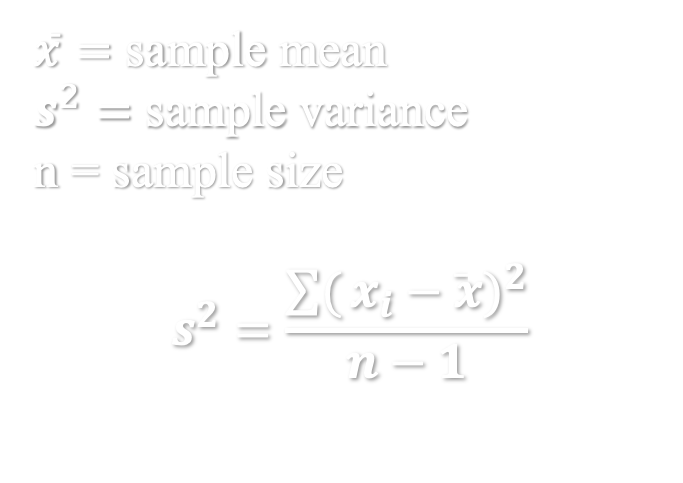 x̄ = sample mean
s² = sample variance
n = sample size
s² = ∑( xᵢ − x̄)² / n − 1